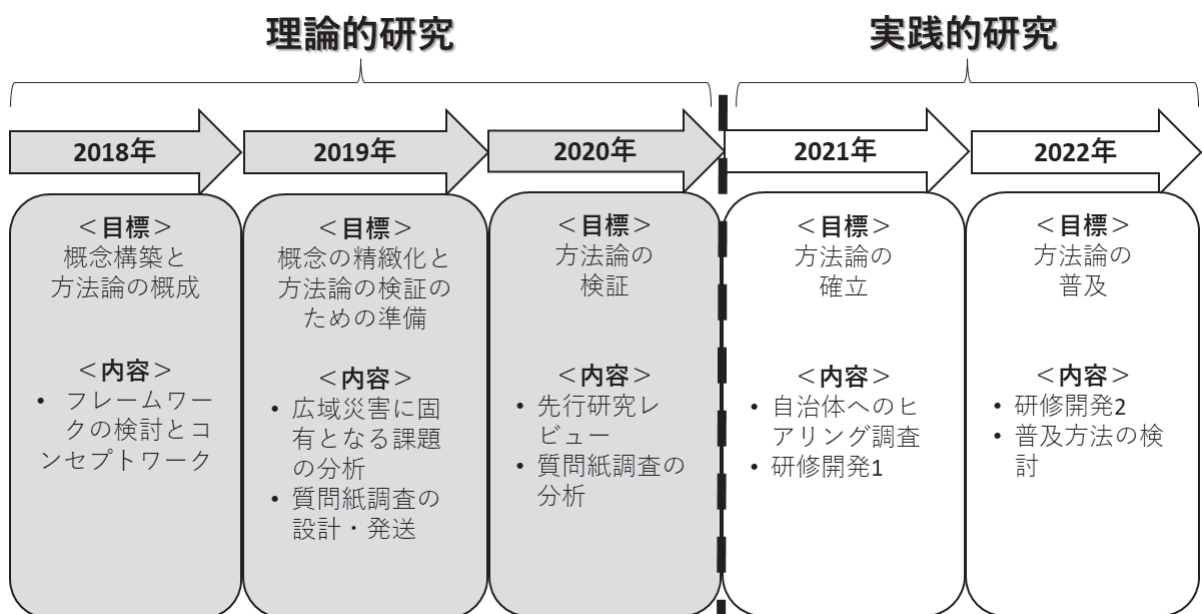 理論的研究
実践的研究
2018年
2019年
2020年
2021年
2022年
＜目標＞
概念構築と
方法論の概成
＜内容＞
• フレームワー
クの検討とコ
ンセプトワーク
＜目標＞
概念の精緻化と
方法論の検証の
ための準備
＜内容＞
• 広域災害に固
有となる課題
の分析
• 質問紙調査の
設計・発送
＜目標＞
方法論の
検証
＜内容＞
• 先行研究レ
ビュー
• 質問紙調査の
分析
＜目標＞
方法論の
確立
＜内容＞
• 自治体へのヒ
アリング調査
• 研修開発1
＜目標＞
方法論の
普及
＜内容＞
• 研修開発2
• 普及方法の検
討